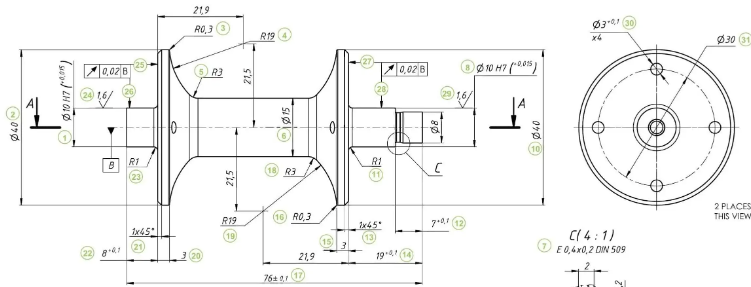 21,9
R0,3 3
R19 4
Ø3+0,1 30
x4
Ø30 31
25
0,02 B
26
R3 5
21,5
27
0,02 B
28
8 Ø10 H7 (+0,015)
24 1,6
29 1,6
A
A
2 Ø40
1 Ø10 H7 (+0,015)
6 Ø15
Ø8
Ø40 10
B
R1
23
R3
18
R1
11
C
21,5
R19
19
R0,3
16
7+0,1 12
2 PLACES
THIS VIEW
1x45°
21
1x45°
13
15
C(4:1)
7 E 0,4x0,2 DIN 509
22 8+0,1
3 20
3
21,9
19+0,1 14
76±0,1 17
2
2